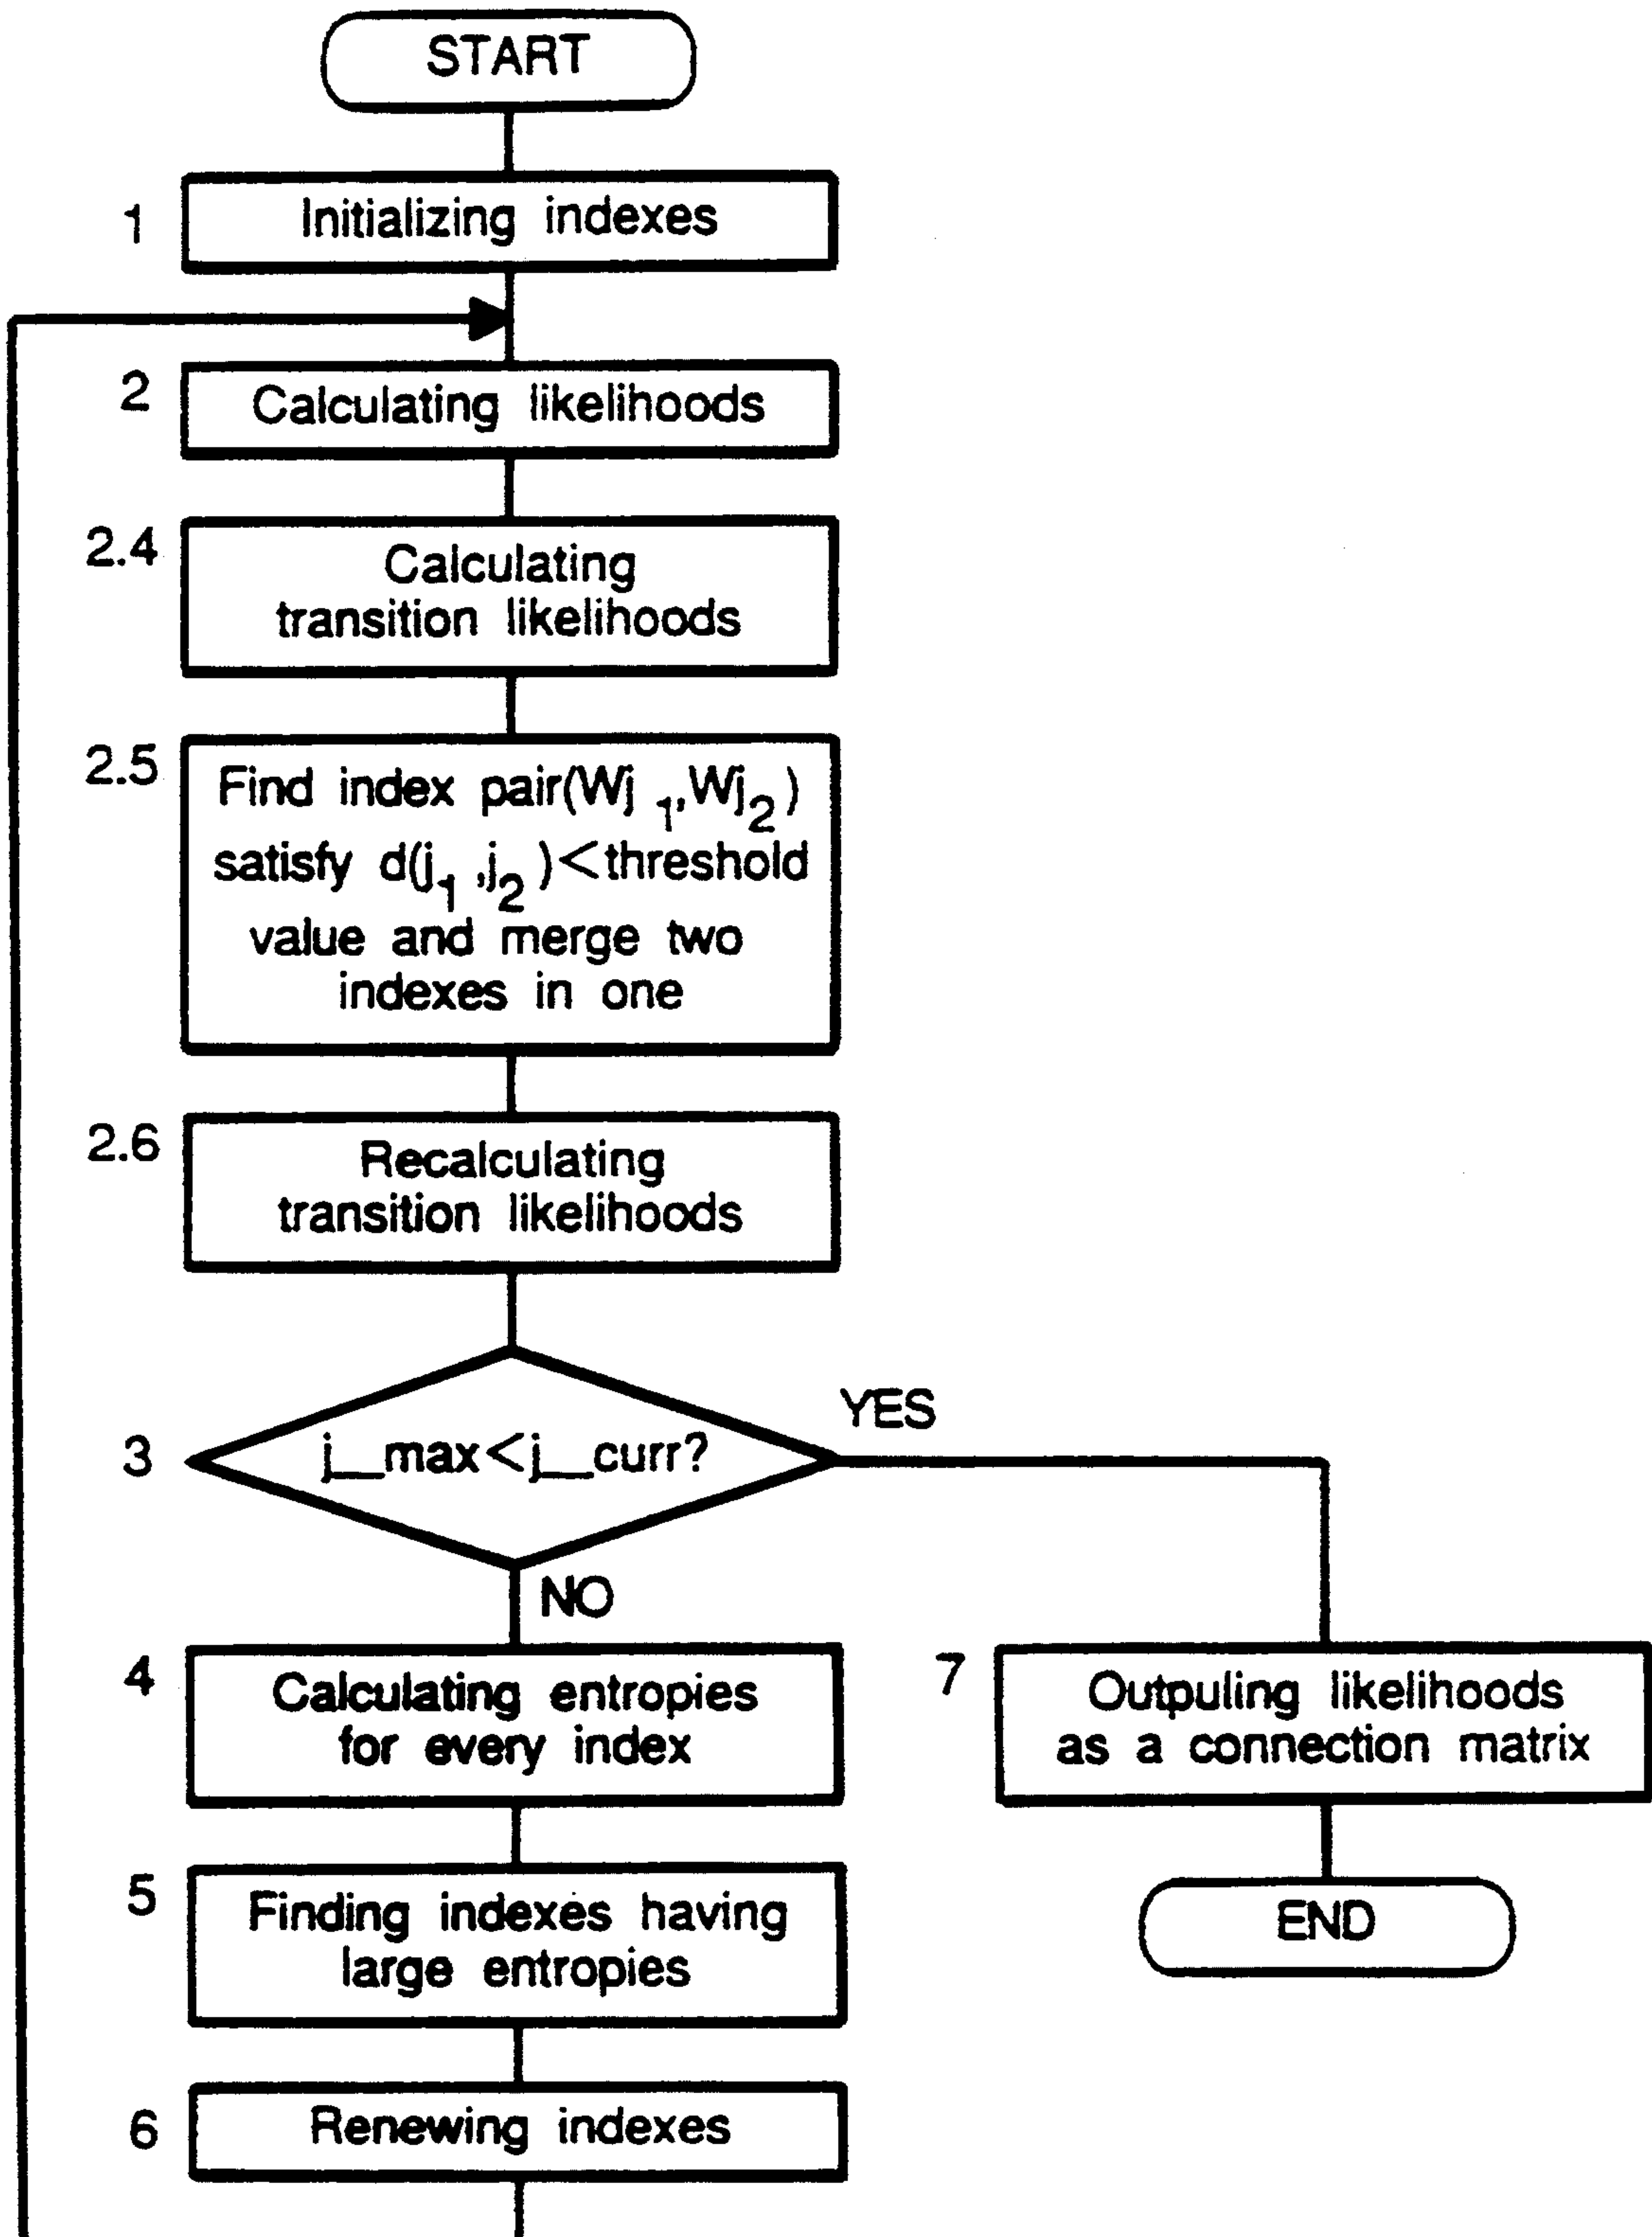 START
1 Initializing indexes
2 Calculating likelihoods
2.4 Calculating
transition likelihoods
2.5 Find index pair(Wj 1,Wj2)
satisfy d(j1 ,j2 )<threshold
value and merge two
indexes in one
2.6 Recalculating
transition likelihoods
3 j__max<j__curr?
YES
NO
4 Calculating entropies
for every index
7 Outpuling likelihoods
as a connection matrix
5 Finding indexes having
large entropies
END
6 Renewing indexes